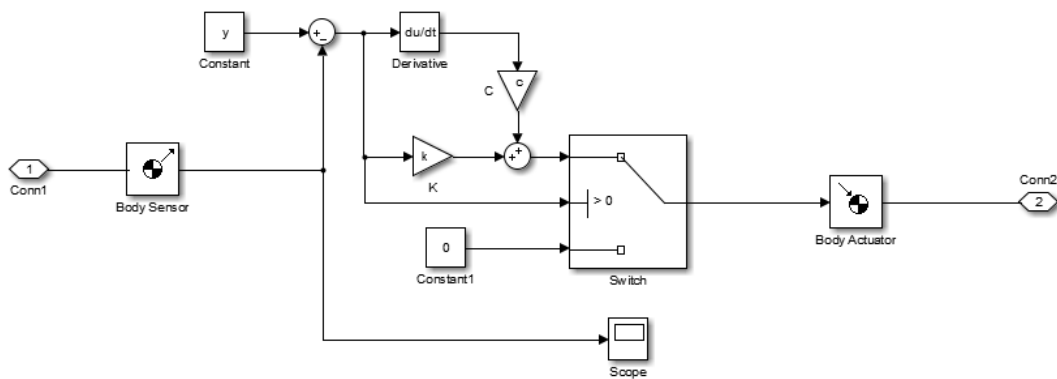 y
Constant
du/dt
Derivative
c
C
1
Conn1
Body Sensor
k
K
> 0
0
Constant1
Switch
Body Actuator
Conn2
2
Scope